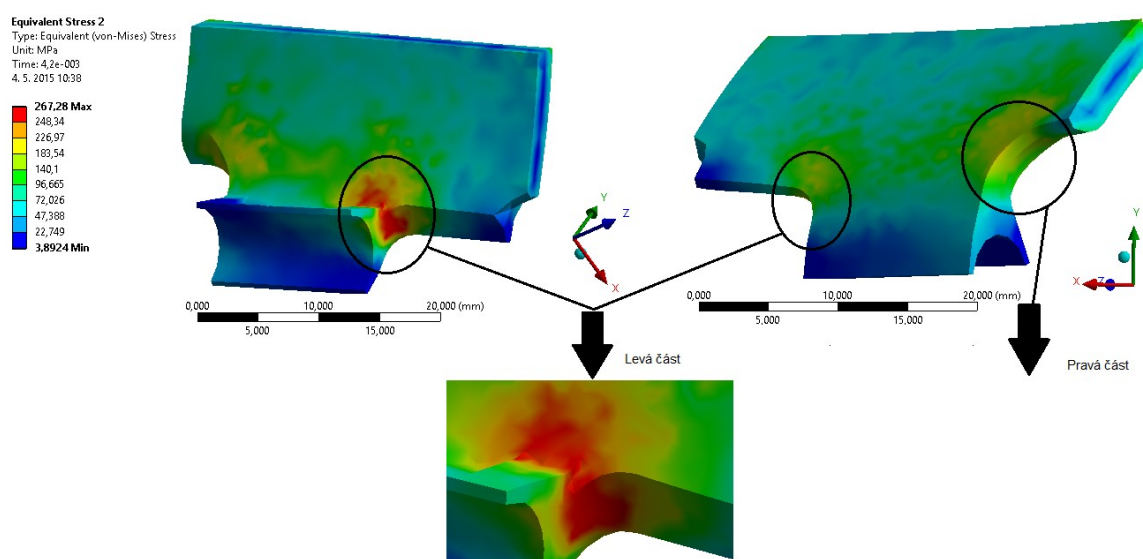 Equivalent Stress 2
Type: Equivalent (von-Mises) Stress
Unit: MPa
Time: 4,2e-003
4. 5. 2015 10:38
267,28 Max
248,34
226,97
183,54
140,1
96,665
72,026
47,388
22,749
3,8924 Min
Y
Z
X
0,000 10,000 20,000 (mm)
5,000 15,000
Y
X Z
0,000 10,000 20,000 (mm)
5,000 15,000
Levá část
Pravá část